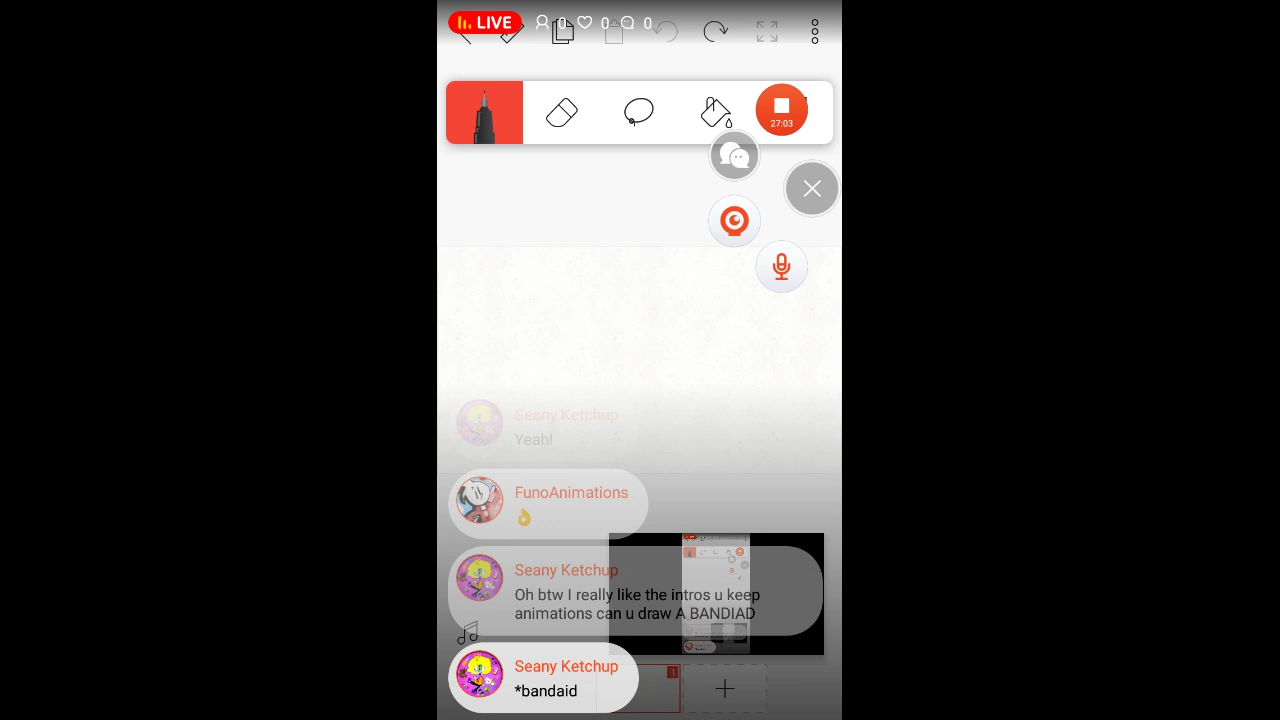 LIVE 0 0 0
27:03
Seany Ketchup
Yeah!
FunoAnimations
👌
Seany Ketchup
Oh btw I really like the intros u keep
animations can u draw A BANDIAD
Seany Ketchup
*bandaid
1